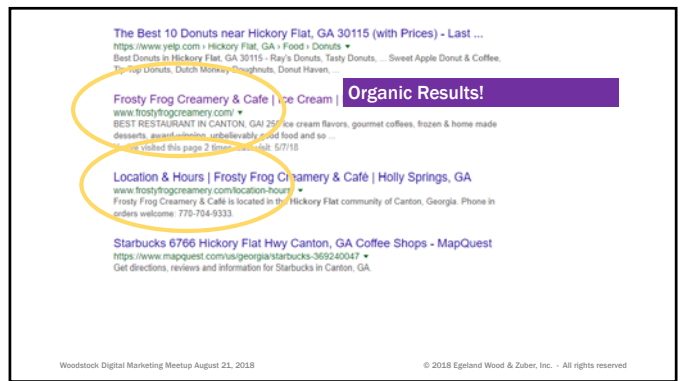 The Best 10 Donuts near Hickory Flat, GA 30115 (with Prices) - Last ...
https://www.yelp.com › Hickory Flat, GA › Food › Donuts ▼
Best Donuts in Hickory Flat, GA 30115 - Ray's Donuts, Tasty Donuts, ... Sweet Apple Donut & Coffee,
Tip-Top Donuts, Dutch Monkey Doughnuts, Donut Haven, ...
Organic Results!
Frosty Frog Creamery & Cafe | Ice Cream |
www.frostyfrogcreamery.com/ ▼
BEST RESTAURANT IN CANTON, GA! 25 ice cream flavors, gourmet coffees, frozen & home made
desserts, award-winning, unbelievably good food and so ...
You've visited this page 2 times. Last visit: 5/7/18
Location & Hours | Frosty Frog Creamery & Café | Holly Springs, GA
www.frostyfrogcreamery.com/location-hours ▼
Frosty Frog Creamery & Café is located in the Hickory Flat community of Canton, Georgia. Phone in
orders welcome: 770-704-9333.
Starbucks 6766 Hickory Flat Hwy Canton, GA Coffee Shops - MapQuest
https://www.mapquest.com/us/georgia/starbucks-369240047 ▼
Get directions, reviews and information for Starbucks in Canton, GA.
Woodstock Digital Marketing Meetup August 21, 2018
© 2018 Egeland Wood & Zuber, Inc. - All rights reserved